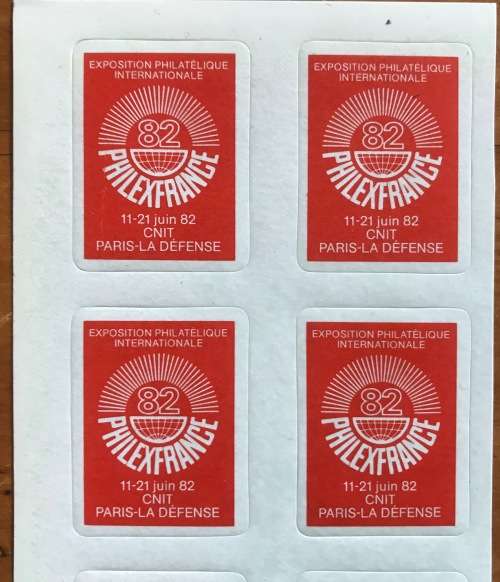 EXPOSITION PHILATÉLIQUE
INTERNATIONALE
82
PHILEXFRANCE
11-21 juin 82
CNIT
PARIS-LA DÉFENSE
EXPOSITION PHILATÉLIQUE
INTERNATIONALE
82
PHILEXFRANCE
11-21 juin 82
CNIT
PARIS-LA DÉFENSE
EXPOSITION PHILATÉLIQUE
INTERNATIONALE
82
PHILEXFRANCE
11-21 juin 82
CNIT
PARIS-LA DÉFENSE
EXPOSITION PHILATÉLIQUE
INTERNATIONALE
82
PHILEXFRANCE
11-21 juin 82
CNIT
PARIS-LA DÉFENSE